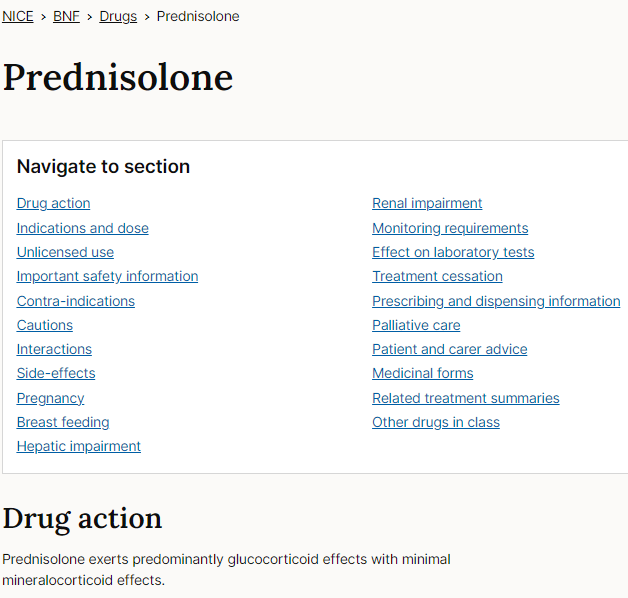 NICE › BNF › Drugs › Prednisolone
Prednisolone
Navigate to section
Drug action
Indications and dose
Unlicensed use
Important safety information
Contra-indications
Cautions
Interactions
Side-effects
Pregnancy
Breast feeding
Hepatic impairment
Renal impairment
Monitoring requirements
Effect on laboratory tests
Treatment cessation
Prescribing and dispensing information
Palliative care
Patient and carer advice
Medicinal forms
Related treatment summaries
Other drugs in class
Drug action
Prednisolone exerts predominantly glucocorticoid effects with minimal
mineralocorticoid effects.